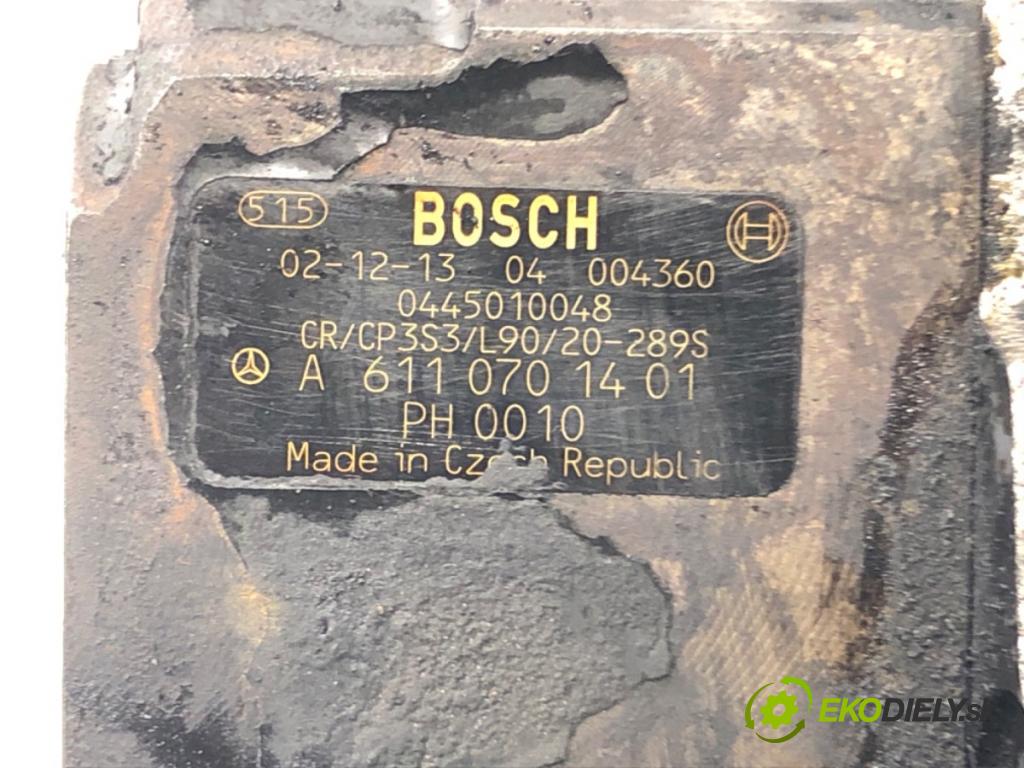 515 BOSCH
02-12-13 04 004360
0445010048
CR/CP3S3/L90/20-289S
A 611 070 14 01
PH 0010
Made in Czech Republic
EKODIELY.sk